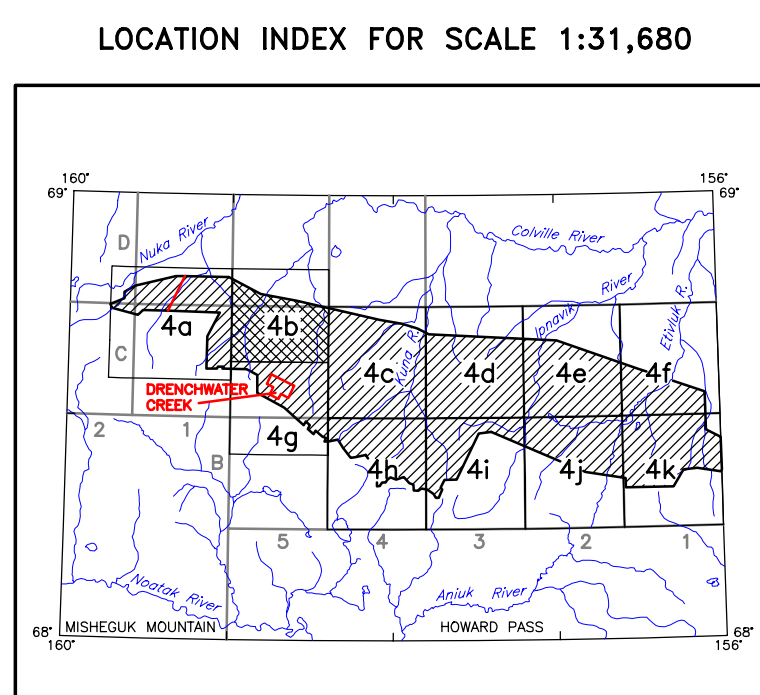 LOCATION INDEX FOR SCALE 1:31,680
160°
156°
69°
69°
Nuka River
Colville River
D
Ipnavik River
Etivluk R.
4a
4b
Kuna R.
C
4c
4d
4e
4f
DRENCHWATER
CREEK
2
1
4g
B
4h
4i
4j
4k
5
4
3
2
1
Noatak River
Aniuk River
68°
MISHEGUK MOUNTAIN
HOWARD PASS
68°
160°
156°